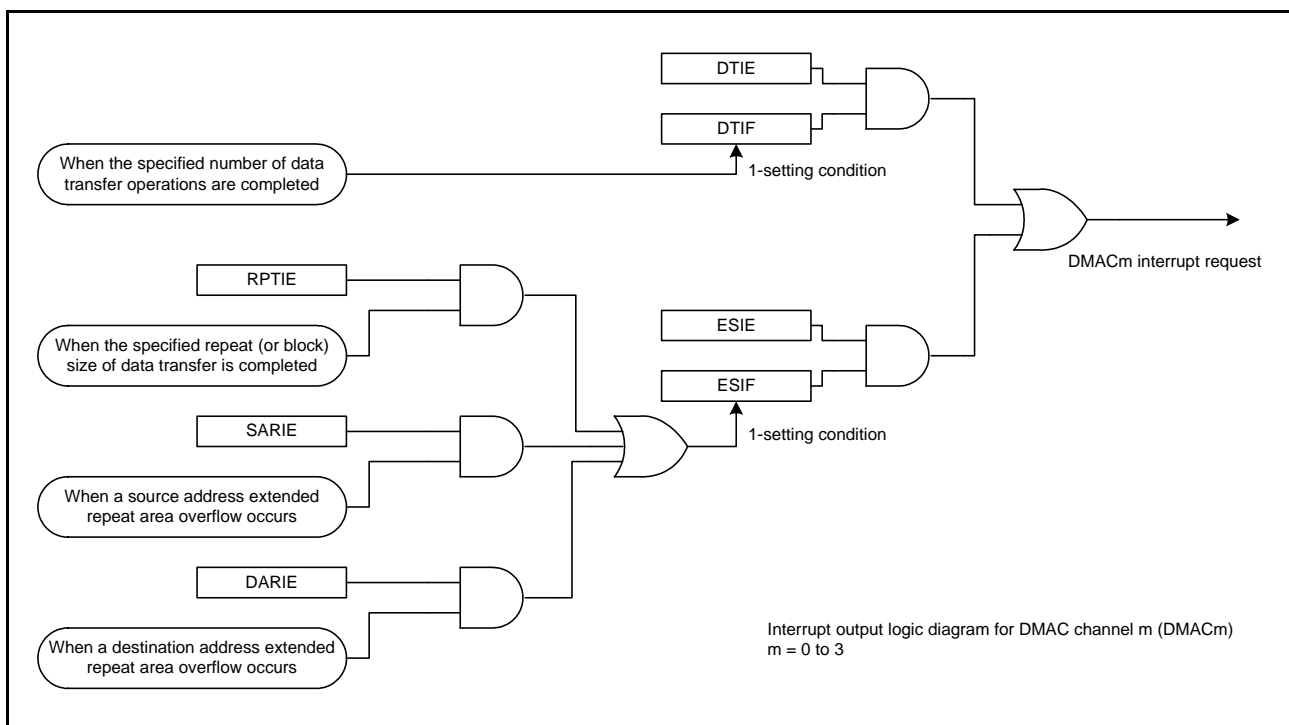 DTIE
DTIF
When the specified number of data
transfer operations are completed
1-setting condition
DMACm interrupt request
RPTIE
When the specified repeat (or block)
size of data transfer is completed
ESIE
ESIF
1-setting condition
SARIE
When a source address extended
repeat area overflow occurs
DARIE
When a destination address extended
repeat area overflow occurs
Interrupt output logic diagram for DMAC channel m (DMACm)
m = 0 to 3